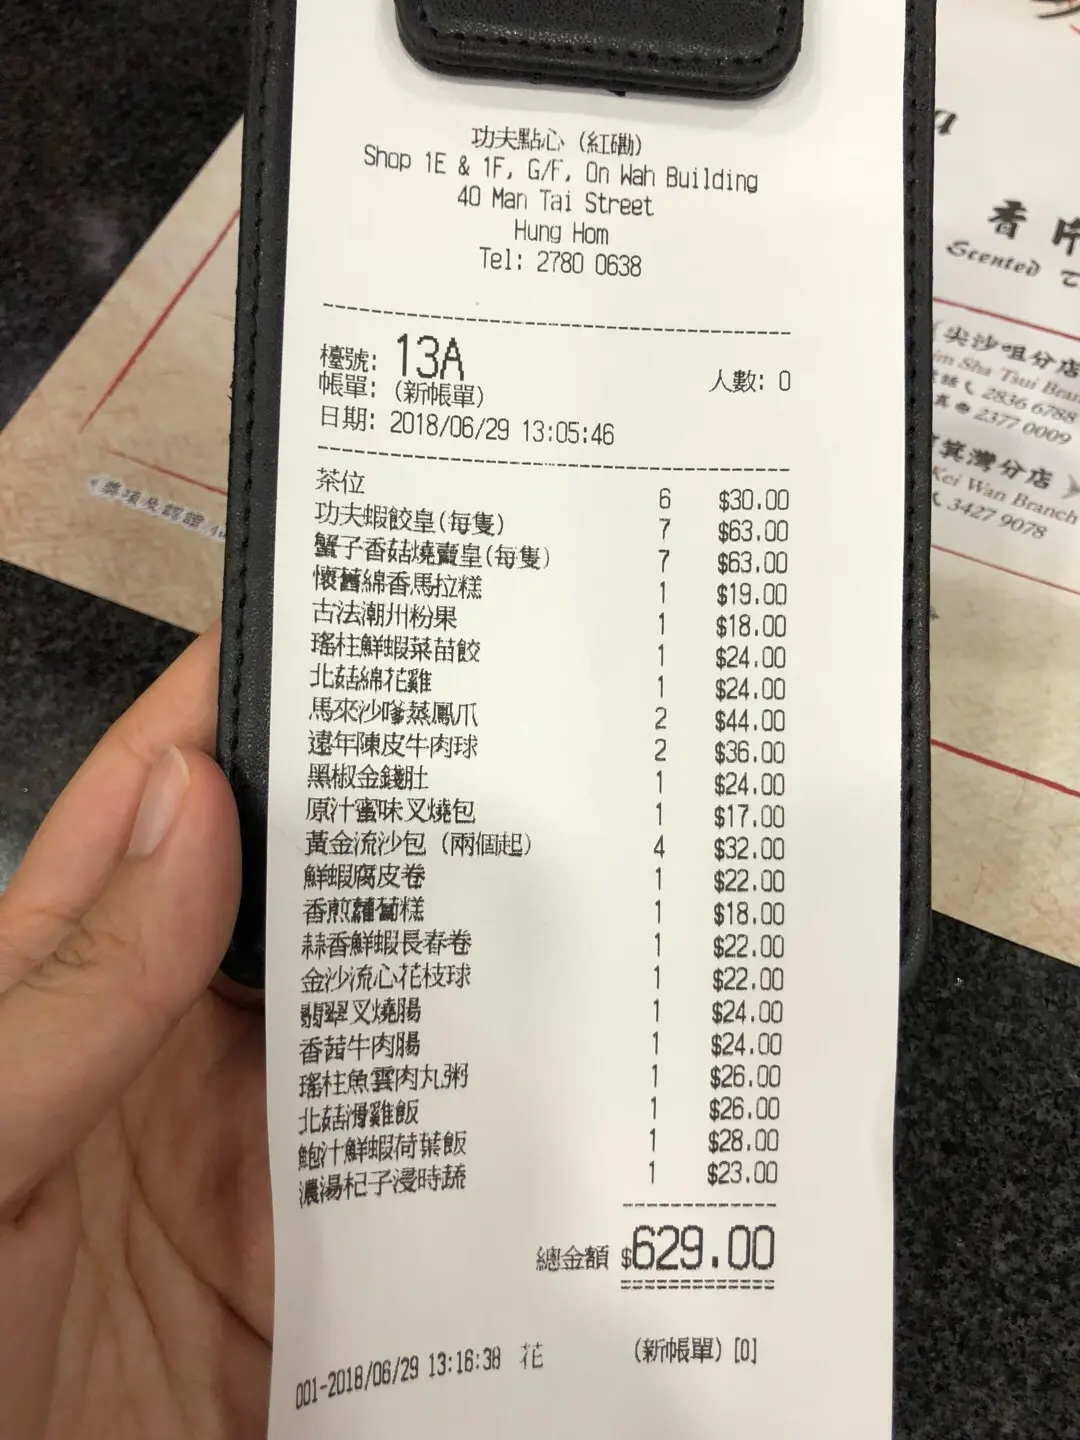 功夫點心 (紅磡)
Shop 1E & 1F, G/F, On Wah Building
40 Man Tai Street
Hung Hom
Tel: 2780 0638
檯號: 13A 人數: 0
帳單: (新帳單)
日期: 2018/06/29 13:05:46
茶位 6 $30.00
功夫蝦餃皇(每隻) 7 $63.00
蟹子香菇燒賣皇(每隻) 7 $63.00
懷舊綿香馬拉糕 1 $19.00
古法潮州粉果 1 $18.00
瑤柱鮮蝦菜苗餃 1 $24.00
北菇綿花雞 1 $24.00
馬來沙嗲蒸鳳爪 2 $44.00
遠年陳皮牛肉球 2 $36.00
黑椒金錢肚 1 $24.00
原汁蜜味叉燒包 1 $17.00
黃金流沙包 (兩個起) 4 $32.00
鮮蝦腐皮卷 1 $22.00
香煎蘿蔔糕 1 $18.00
蒜香鮮蝦長春卷 1 $22.00
金沙流心花枝球 1 $22.00
翡翠叉燒腸 1 $24.00
香茜牛肉腸 1 $24.00
瑤柱魚雲肉丸粥 1 $26.00
北菇滑雞飯 1 $26.00
鮑汁鮮蝦荷葉飯 1 $28.00
濃湯杞子浸時蔬 1 $23.00
總金額 $629.00
001-2018/06/29 13:16:38 花 (新帳單) [0]
香
Scented
尖沙咀分店
Sha Tsui
2836 6788
2377 0009
箕灣分店
Kei Wan Branch
3427 9078
獎項及認證